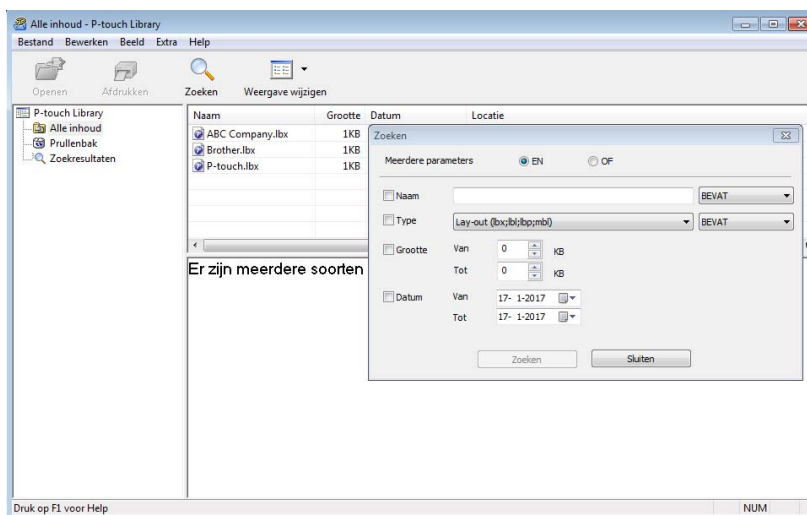 Alle inhoud - P-touch Library
Bestand Bewerken Beeld Extra Help
Openen Afdrukken Zoeken Weergave wijzigen
P-touch Library
Alle inhoud
Prullenbak
Zoekresultaten
Naam Grootte Datum Locatie
ABC Company.lbx 1KB
Brother.lbx 1KB
P-touch.lbx 1KB
Er zijn meerdere soorten
Zoeken
Meerdere parameters EN OF
Naam BEVAT
Type Lay-out (lbx;lbl;lbp;mbl) BEVAT
Grootte Van 0 KB
Tot 0 KB
Datum Van 17- 1-2017
Tot 17- 1-2017
Zoeken Sluiten
Druk op F1 voor Help NUM